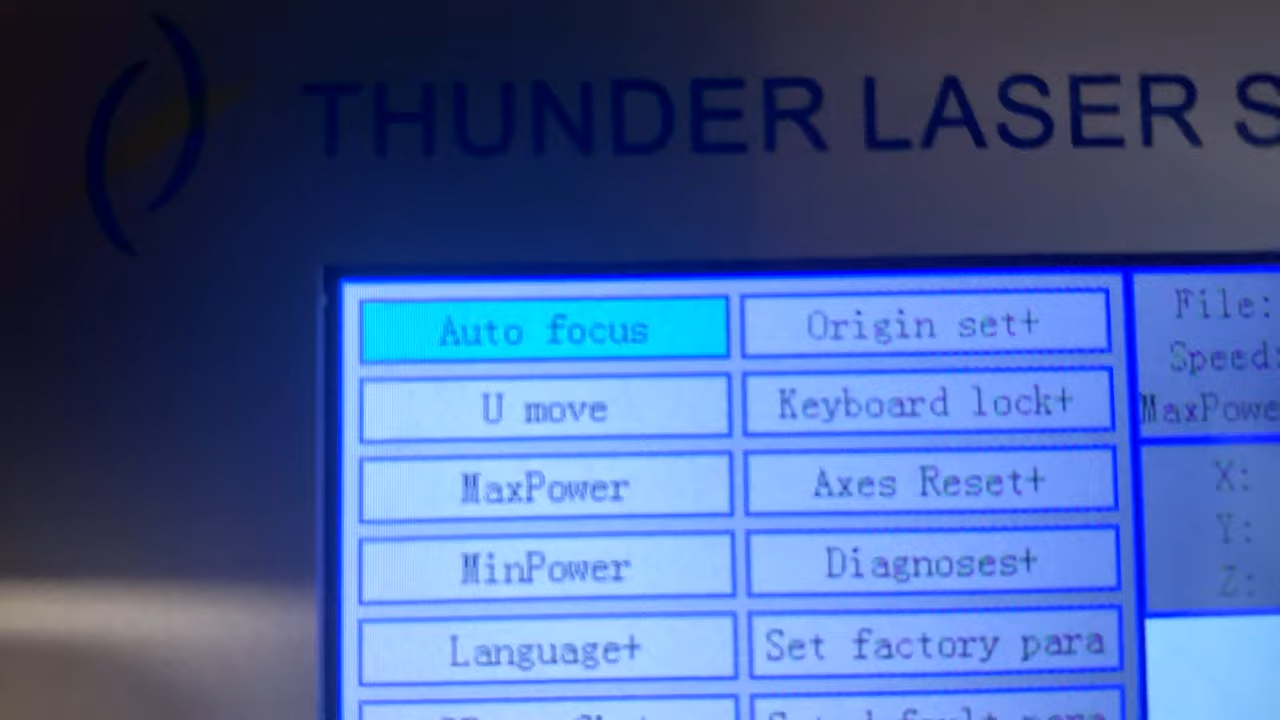 THUNDER LASER S
Auto focus
Origin set+
File:
U move
Keyboard lock+
Speed:
MaxPowe
MaxPower
Axes Reset+
X:
MinPower
Diagnoses+
Y:
Z:
Language+
Set factory para